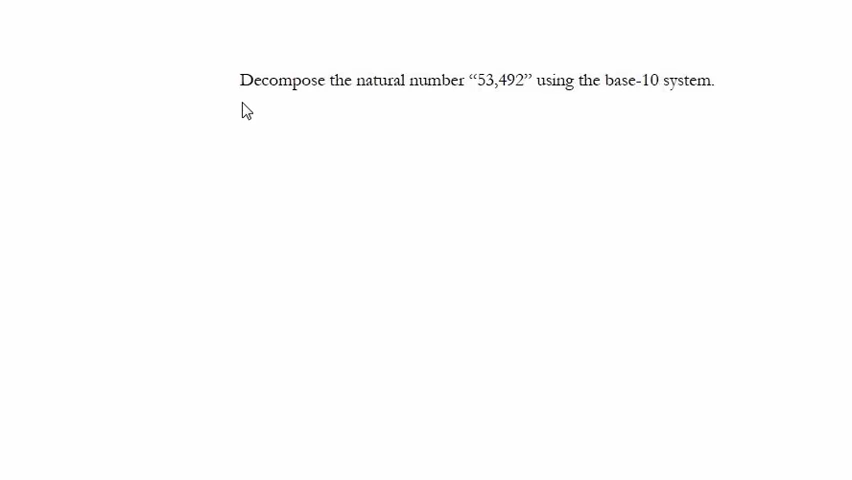 Decompose the natural number “53,492” using the base-10 system.